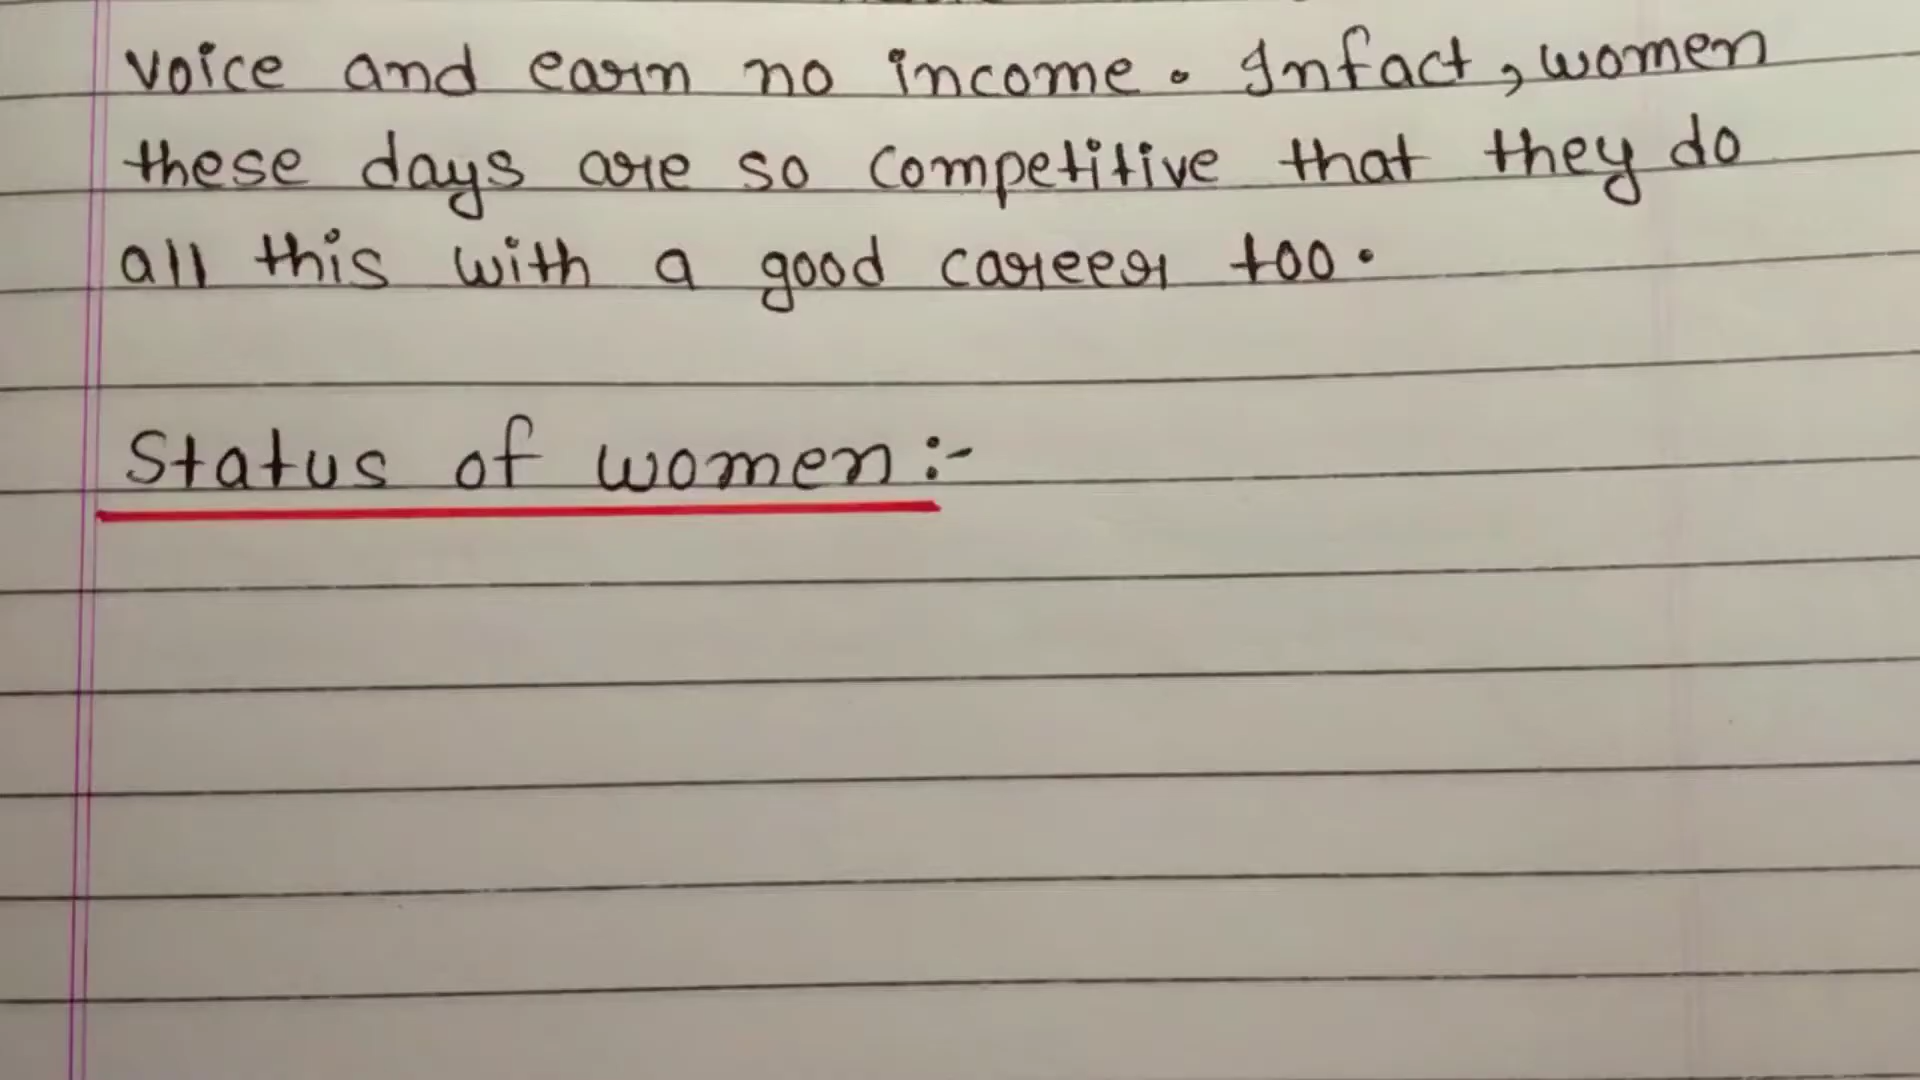 voice and earn no income. Infact, women
these days are so competitive that they do
all this with a good career too.
Status of women:-